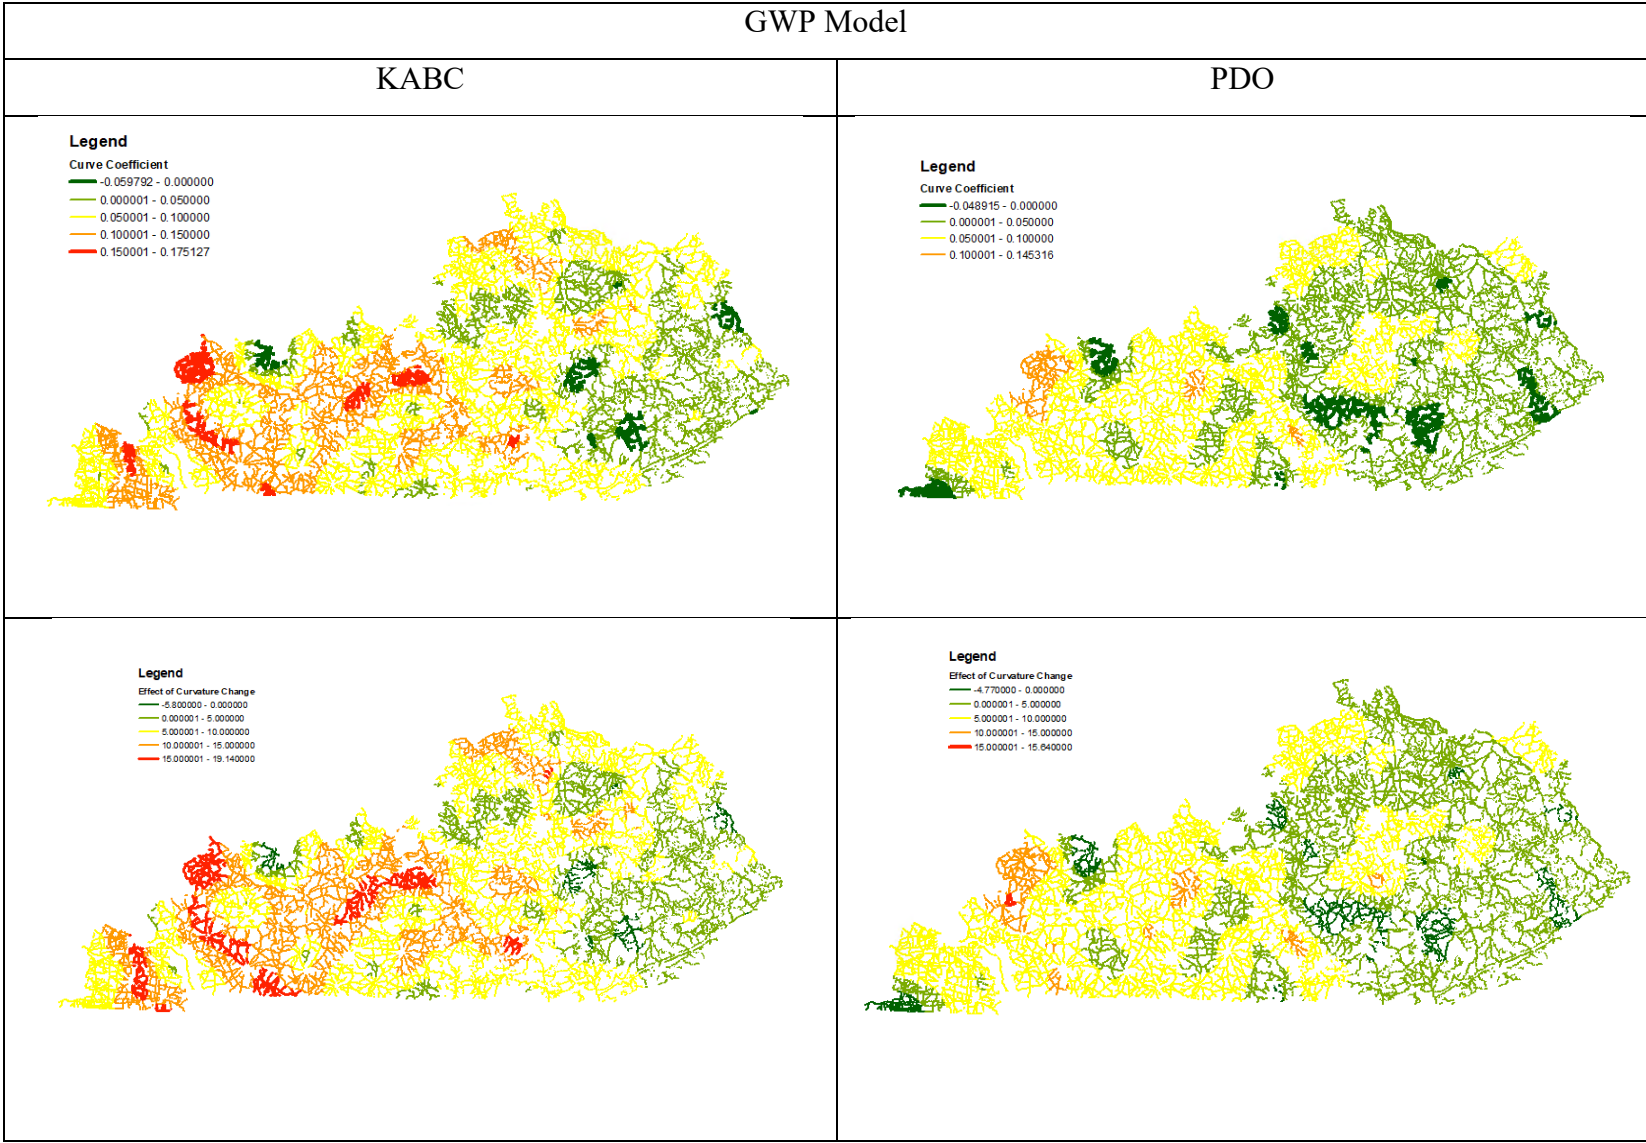 GWP Model
KABC
PDO
Legend
Curve Coefficient
-0.059792 - 0.000000
0.000001 - 0.050000
0.050001 - 0.100000
0.100001 - 0.150000
0.150001 - 0.175127
Legend
Curve Coefficient
-0.048915 - 0.000000
0.000001 - 0.050000
0.050001 - 0.100000
0.100001 - 0.145316
Legend
Effect of Curvature Change
-5.800000 - 0.000000
0.000001 - 5.000000
5.000001 - 10.000000
10.000001 - 15.000000
15.000001 - 19.140000
Legend
Effect of Curvature Change
-4.770000 - 0.000000
0.000001 - 5.000000
5.000001 - 10.000000
10.000001 - 15.000000
15.000001 - 15.640000